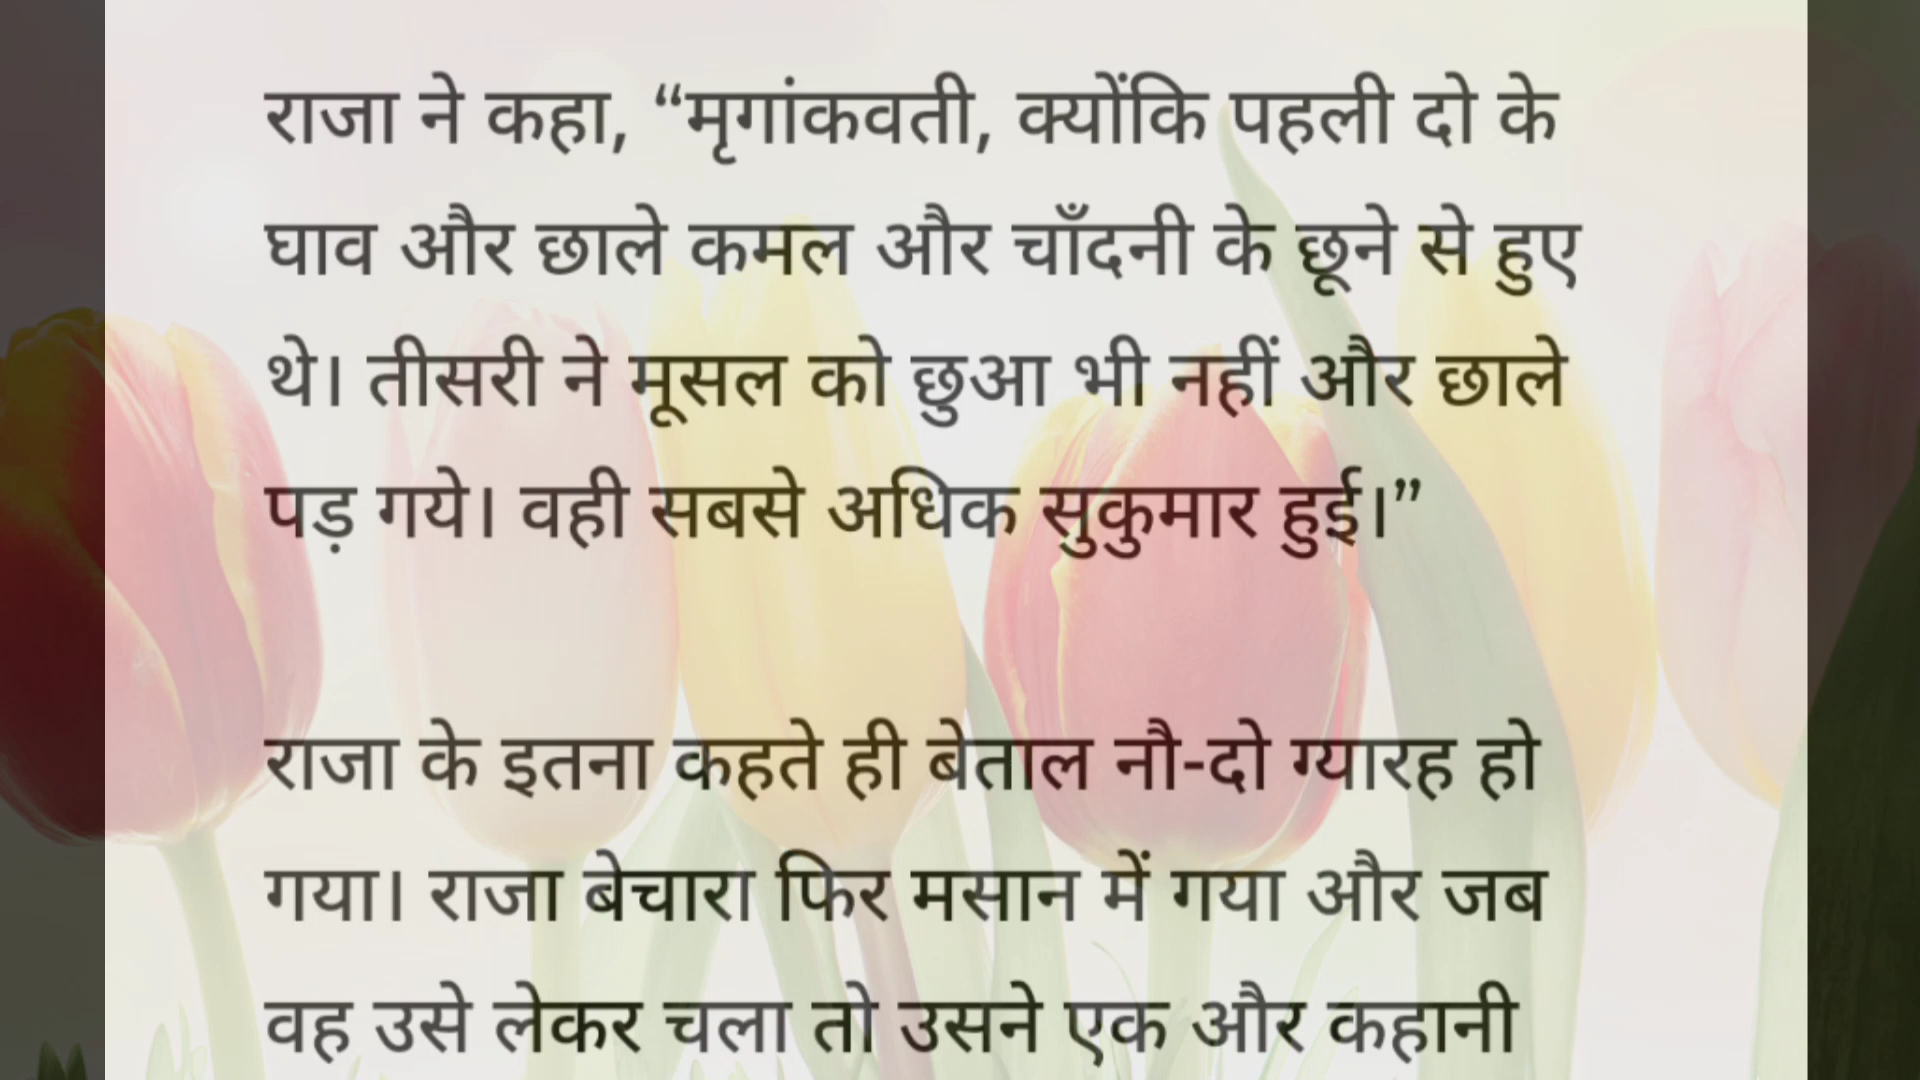 राजा ने कहा, “मृगांकवती, क्योंकि पहली दो के
घाव और छाले कमल और चाँदनी के छूने से हुए
थे। तीसरी ने मूसल को छुआ भी नहीं और छाले
पड़ गये। वही सबसे अधिक सुकुमार हुई।”
राजा के इतना कहते ही बेताल नौ-दो ग्यारह हो
गया। राजा बेचारा फिर मसान में गया और जब
वह उसे लेकर चला तो उसने एक और कहानी